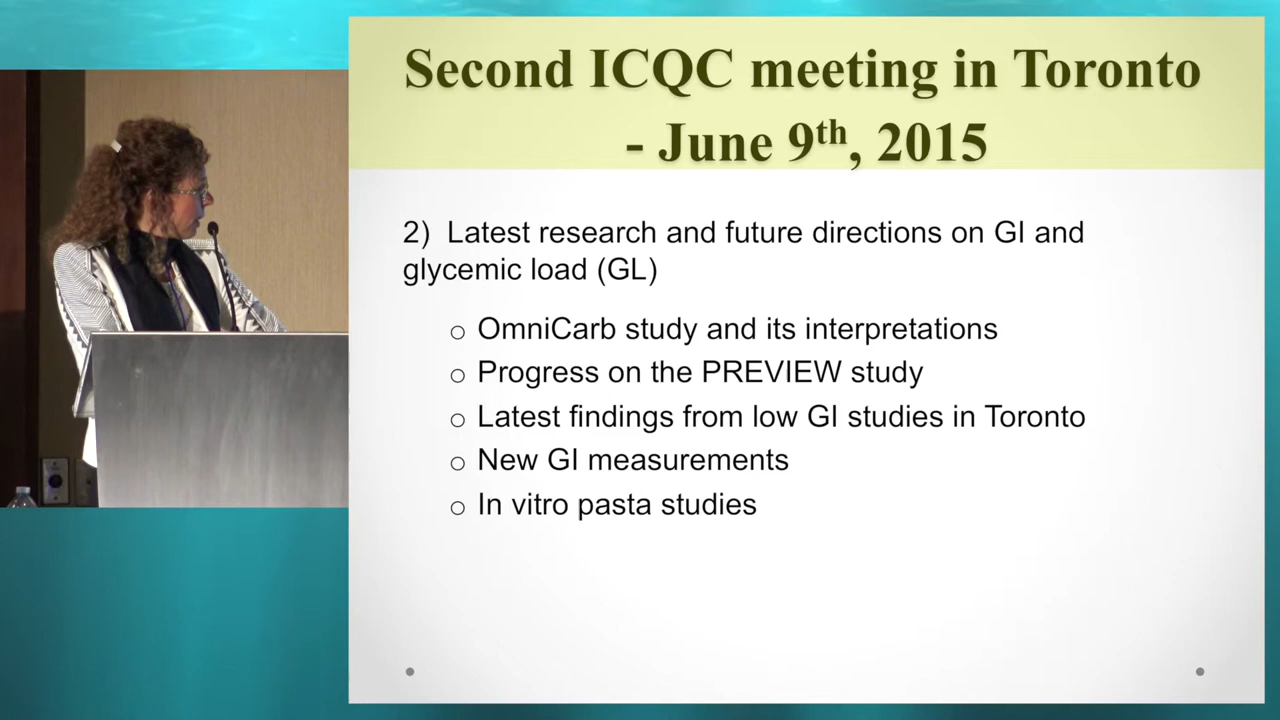 Second ICQC meeting in Toronto
- June 9th, 2015
2) Latest research and future directions on GI and
glycemic load (GL)
o OmniCarb study and its interpretations
o Progress on the PREVIEW study
o Latest findings from low GI studies in Toronto
o New GI measurements
o In vitro pasta studies